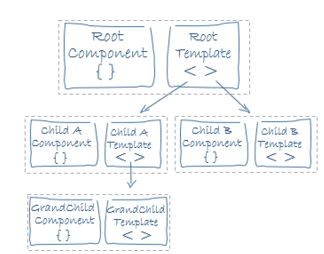 Root
Component
{ }
Root
Template
< >
Child A
Component
{ }
Child A
Template
< >
Child B
Component
{ }
Child B
Template
< >
GrandChild
Component
{ }
GrandChild
Template
< >